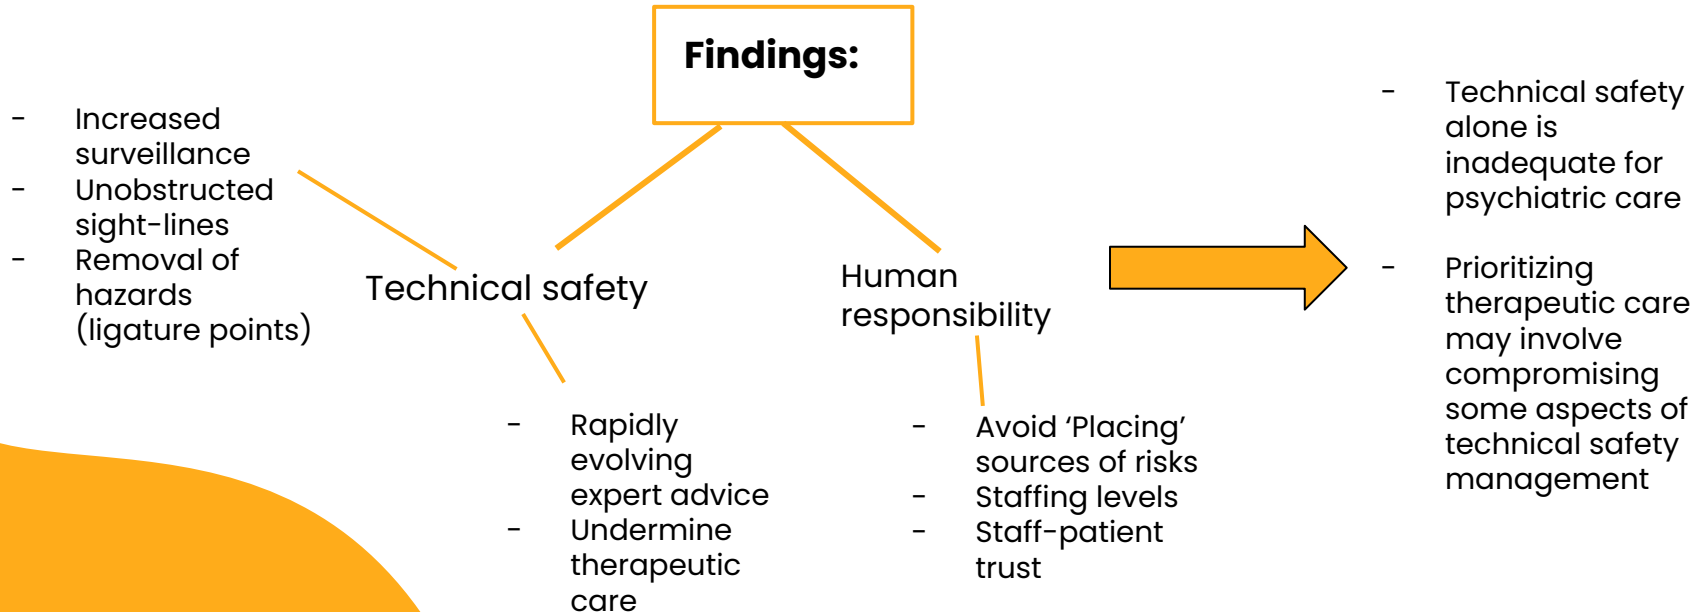 Findings:
- Increased
surveillance
- Unobstructed
sight-lines
- Removal of
hazards
(ligature points)
Technical safety
- Rapidly
evolving
expert advice
- Undermine
therapeutic
care
Human
responsibility
- Avoid ‘Placing’
sources of risks
- Staffing levels
- Staff-patient
trust
- Technical safety
alone is
inadequate for
psychiatric care
- Prioritizing
therapeutic care
may involve
compromising
some aspects of
technical safety
management